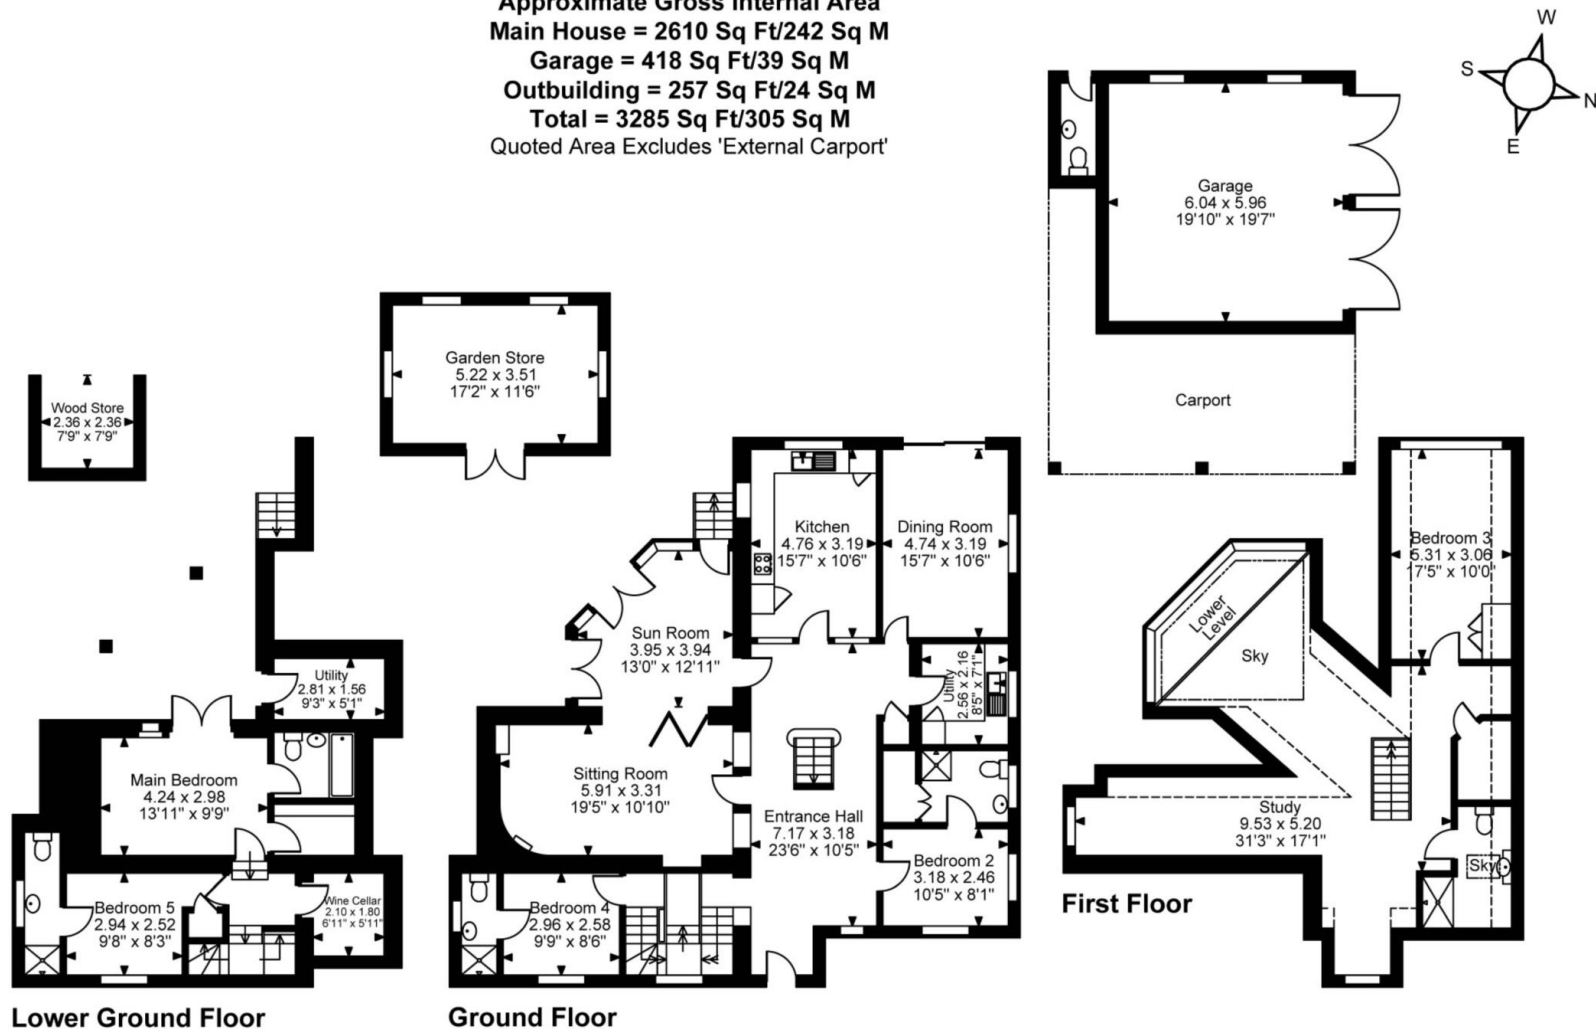 Approximate Gross Internal Area
Main House = 2610 Sq Ft/242 Sq M
Garage = 418 Sq Ft/39 Sq M
Outbuilding = 257 Sq Ft/24 Sq M
Total = 3285 Sq Ft/305 Sq M
Quoted Area Excludes 'External Carport'
W
S
N
E
Garage
6.04 x 5.96
19'10" x 19'7"
Carport
Garden Store
5.22 x 3.51
17'2" x 11'6"
Wood Store
2.36 x 2.36
7'9" x 7'9"
Utility
2.81 x 1.56
9'3" x 5'1"
Main Bedroom
4.24 x 2.98
13'11" x 9'9"
Bedroom 5
2.94 x 2.52
9'8" x 8'3"
Wine Cellar
2.10 x 1.80
6'11" x 5'11"
Lower Ground Floor
Kitchen
4.76 x 3.19
15'7" x 10'6"
Dining Room
4.74 x 3.19
15'7" x 10'6"
Sun Room
3.95 x 3.94
13'0" x 12'11"
Utility
2.56 x 2.16
8'5" x 7'1"
Sitting Room
5.91 x 3.31
19'5" x 10'10"
Entrance Hall
7.17 x 3.18
23'6" x 10'5"
Bedroom 2
3.18 x 2.46
10'5" x 8'1"
Bedroom 4
2.96 x 2.58
9'9" x 8'6"
Ground Floor
Bedroom 3
5.31 x 3.06
17'5" x 10'0"
Lower
Level
Sky
Study
9.53 x 5.20
31'3" x 17'1"
Sky
First Floor